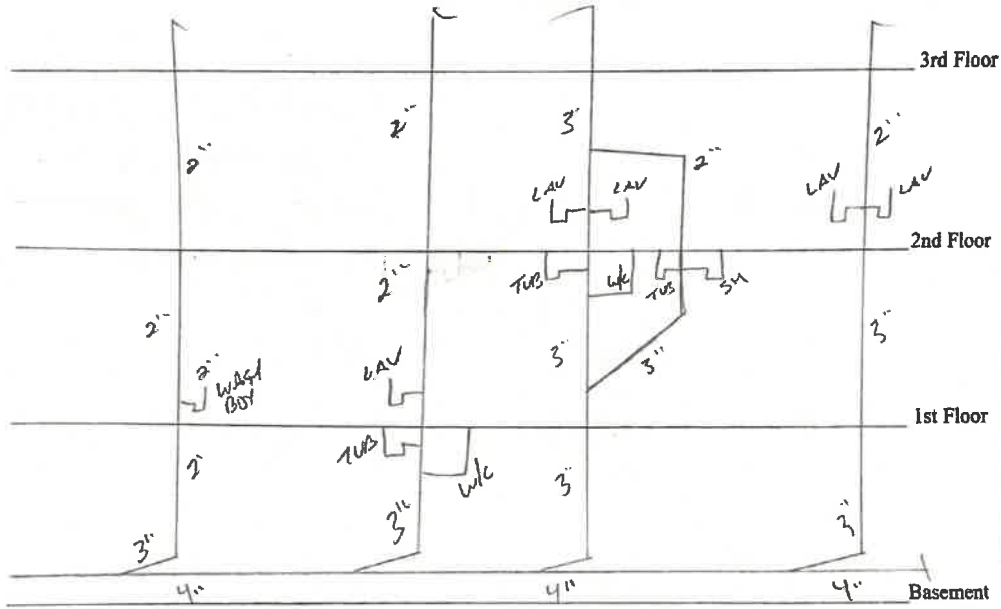 3rd Floor
2"
2"
3"
2"
2"
LAV
LAV
LAV
LAV
2nd Floor
TUB
W/C
TUB
SH
2"
2"
3"
3"
3"
2"
WASH
BOX
LAV
1st Floor
TUB
W/C
2"
3"
3"
3"
3"
4"
4"
4"
Basement